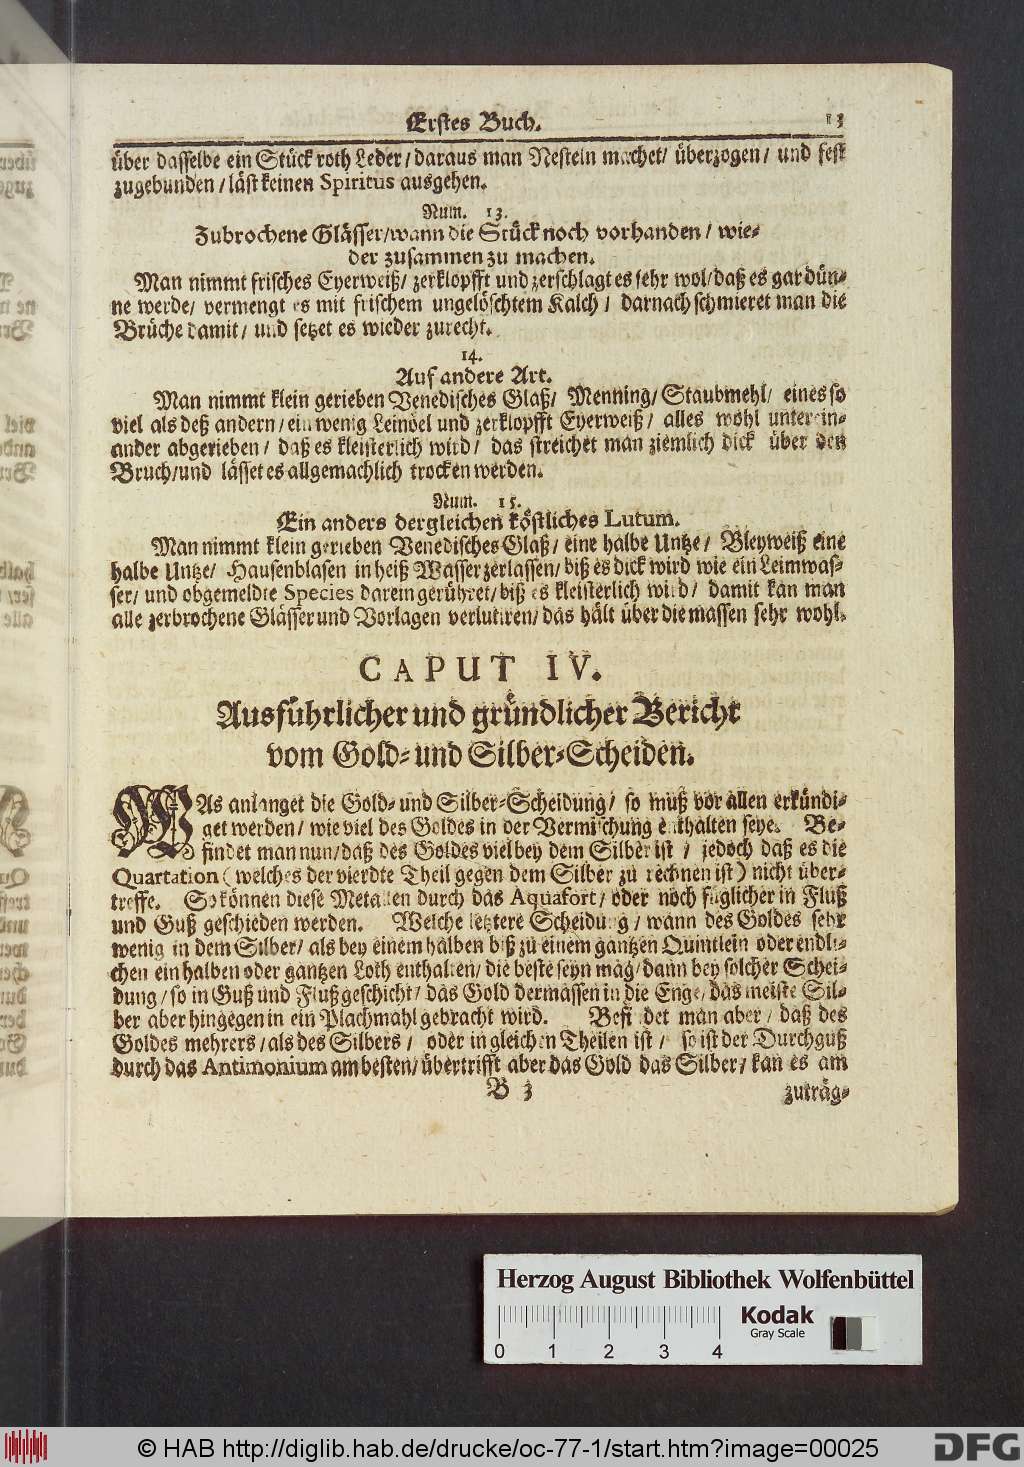 Erstes Buch. 13
über dasselbe ein Stück roth Leder / daraus man Nesteln machet / überzogen / und fest
zugebunden / läst keinen Spiritus ausgehen.
Num. 13.
Zubrochene Glässer / wann die Stück noch vorhanden / wie-
der zusammen zu machen.
Man nimmt frisches Eyerweiß / zerklopfft und zerschlagt es sehr wol / daß es gar dün-
ne werde / vermengt es mit frischem ungelöschtem Kalch / darnach schmieret man die
Brüche damit / und setzet es wieder zurecht.
14.
Auf andere Art.
Man nimmt klein gerieben Venedisches Glaß / Menning / Staubmehl / eines so
viel als deß andern / ein wenig Leinöel und zerklopfft Eyerweiß / alles wohl unterein-
ander abgerieben / daß es kleisterlich wird / das streichet man ziemlich dick über den
Bruch / und lässet es allgemachlich trocken werden.
Num. 15.
Ein anders dergleichen köstliches Lutum.
Man nimmt klein gerieben Venedisches Glaß / eine halbe Untze / Bleyweiß eine
halbe Untze / Hausenblasen in heiß Wasser zerlassen / biß es dick wird wie ein Leimwas-
ser / und obgemeldte Species darein gerühret / biß es kleisterlich wird / damit kan man
alle zerbrochene Glässer und Vorlagen verlutiren / das hält über die massen sehr wohl.
CAPUT IV.
Ausführlicher und gründlicher Bericht
vom Gold- und Silber-Scheiden.
WAs anlanget die Gold- und Silber-Scheidung / so muß vor allen erkündi-
get werden / wie viel des Goldes in der Vermischung enthalten seye. Be-
findet man nun / daß des Goldes viel bey dem Silber ist / jedoch daß es die
Quartation ( welches der vierdte Theil gegen dem Silber zu rechnen ist ) nicht über-
treffe. So können diese Metallen durch das Aquafort / oder noch füglicher in Fluß
und Guß geschieden werden. Welche letztere Scheidung / wann des Goldes sehr
wenig in dem Silber / als bey einem halben biß zu einem gantzen Quintlein oder endli-
chen ein halben oder gantzen Loth enthalten / die beste seyn mag / dann bey solcher Schei-
dung / so in Guß und Fluß geschicht / das Gold dermassen in die Enge / das meiste Sil-
ber aber hingegen in ein Plachmahl gebracht wird. Befindet man aber / daß des
Goldes mehrers / als des Silbers / oder in gleichen Theilen ist / so ist der Durchguß
durch das Antimonium am besten / übertrifft aber das Gold das Silber / kan es am
B 3 zuträg-
Herzog August Bibliothek Wolfenbüttel
Kodak
Gray Scale
0 1 2 3 4
© HAB http://diglib.hab.de/drucke/oc-77-1/start.htm?image=00025
DFG